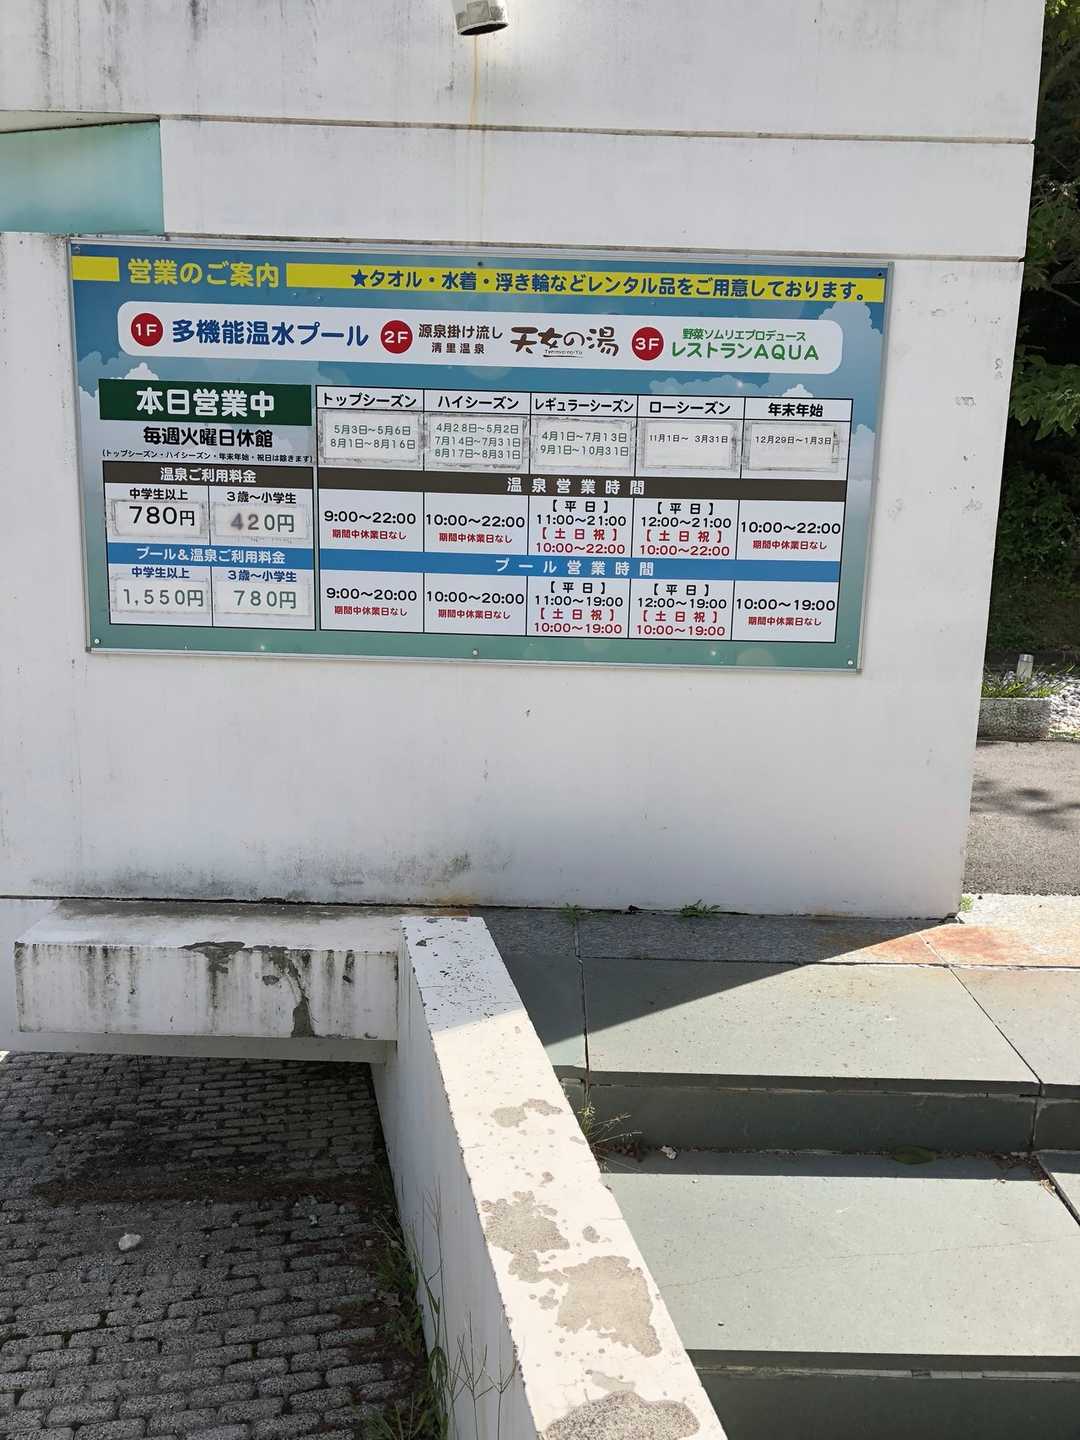 営業のご案内
★タオル・水着・浮き輪などレンタル品をご用意しております。
1F 多機能温水プール
2F 源泉掛け流し 清里温泉 天女の湯
3F 野菜ソムリエプロデュース レストランAQUA
本日営業中
毎週火曜日休館
(トップシーズン・ハイシーズン・年末年始・祝日は除きます)
温泉ご利用料金
中学生以上 3歳〜小学生
780円 420円
プール&温泉ご利用料金
中学生以上 3歳〜小学生
1,550円 780円
トップシーズン ハイシーズン レギュラーシーズン ローシーズン 年末年始
5月3日〜5月6日
8月1日〜8月16日
4月28日〜5月2日
7月14日〜7月31日
8月17日〜8月31日
4月1日〜7月13日
9月1日〜10月31日
11月1日〜 3月31日
12月29日〜1月3日
温泉営業時間
9:00〜22:00
期間中休業日なし
10:00〜22:00
期間中休業日なし
【平日】
11:00〜21:00
【土日祝】
10:00〜22:00
【平日】
12:00〜21:00
【土日祝】
10:00〜22:00
10:00〜22:00
期間中休業日なし
プール営業時間
9:00〜20:00
期間中休業日なし
10:00〜20:00
期間中休業日なし
【平日】
11:00〜19:00
【土日祝】
10:00〜19:00
【平日】
12:00〜19:00
【土日祝】
10:00〜19:00
10:00〜19:00
期間中休業日なし